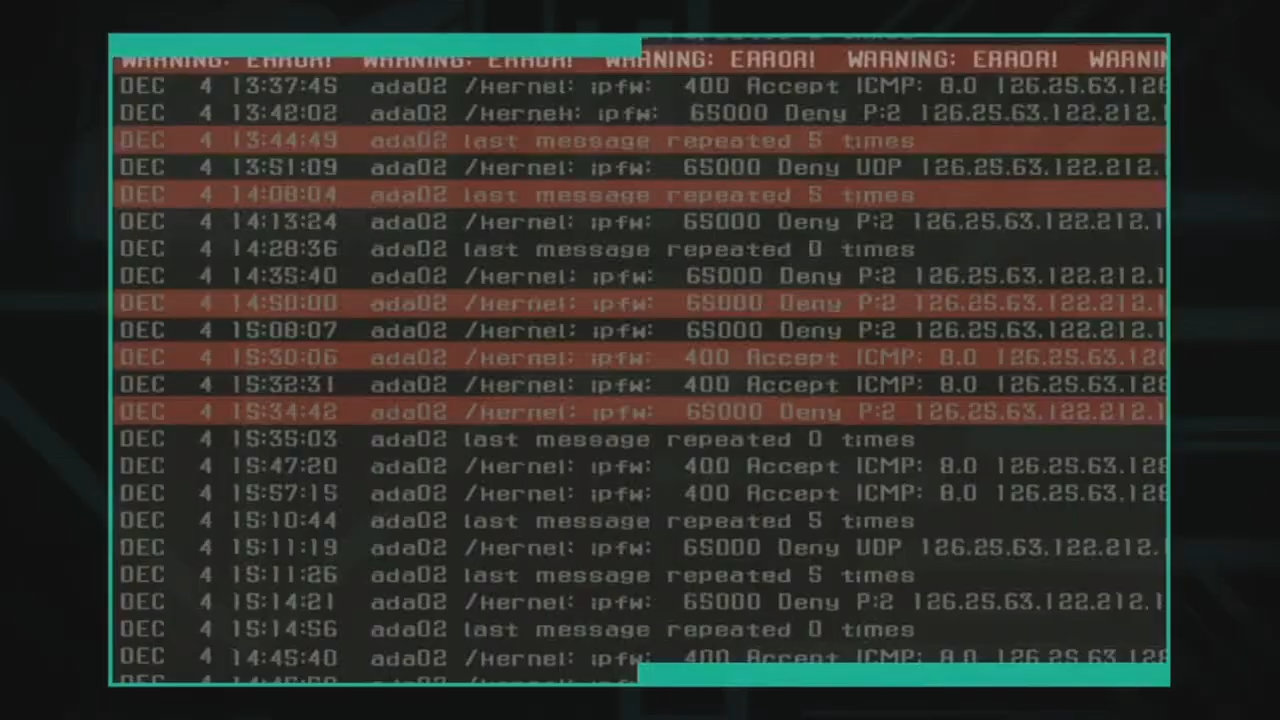 WARNING: ERROR! WARNING: ERROR! WARNING: ERROR! WARNING: ERROR!
DEC 4 13:37:45 ada02 /kernel: ipfw: 400 Accept ICMP: 8.0 126.25.63.128
DEC 4 13:42:02 ada02 /kernek: ipfw: 65000 Deny P:2 126.25.63.122.212.1
DEC 4 13:44:49 ada02 last message repeated 5 times
DEC 4 13:51:09 ada02 /kernel: ipfw: 65000 Deny UDP 126.25.63.122.212.
DEC 4 14:08:04 ada02 last message repeated 5 times
DEC 4 14:13:24 ada02 /kernel: ipfw: 65000 Deny P:2 126.25.63.122.212.1
DEC 4 14:28:36 ada02 last message repeated 0 times
DEC 4 14:35:40 ada02 /kernel: ipfw: 65000 Deny P:2 126.25.63.122.212.1
DEC 4 14:50:00 ada02 /kernel: ipfw: 65000 Deny P:2 126.25.63.122.212.1
DEC 4 15:08:07 ada02 /kernel: ipfw: 65000 Deny P:2 126.25.63.122.212.1
DEC 4 15:30:06 ada02 /kernel: ipfw: 400 Accept ICMP: 8.0 126.25.63.128
DEC 4 15:32:31 ada02 /kernel: ipfw: 400 Accept ICMP: 8.0 126.25.63.128
DEC 4 15:34:42 ada02 /kernel: ipfw: 65000 Deny P:2 126.25.63.122.212.1
DEC 4 15:35:03 ada02 last message repeated 0 times
DEC 4 15:47:20 ada02 /kernel: ipfw: 400 Accept ICMP: 8.0 126.25.63.128
DEC 4 15:57:15 ada02 /kernel: ipfw: 400 Accept ICMP: 8.0 126.25.63.128
DEC 4 15:10:44 ada02 last message repeated 5 times
DEC 4 15:11:19 ada02 /kernel: ipfw: 65000 Deny UDP 126.25.63.122.212.
DEC 4 15:11:26 ada02 last message repeated 5 times
DEC 4 15:14:21 ada02 /kernel: ipfw: 65000 Deny P:2 126.25.63.122.212.1
DEC 4 15:14:56 ada02 last message repeated 0 times
DEC 4 14:45:40 ada02 /kernel: ipfw: 400 Accept ICMP: 8.0 126.25.63.128